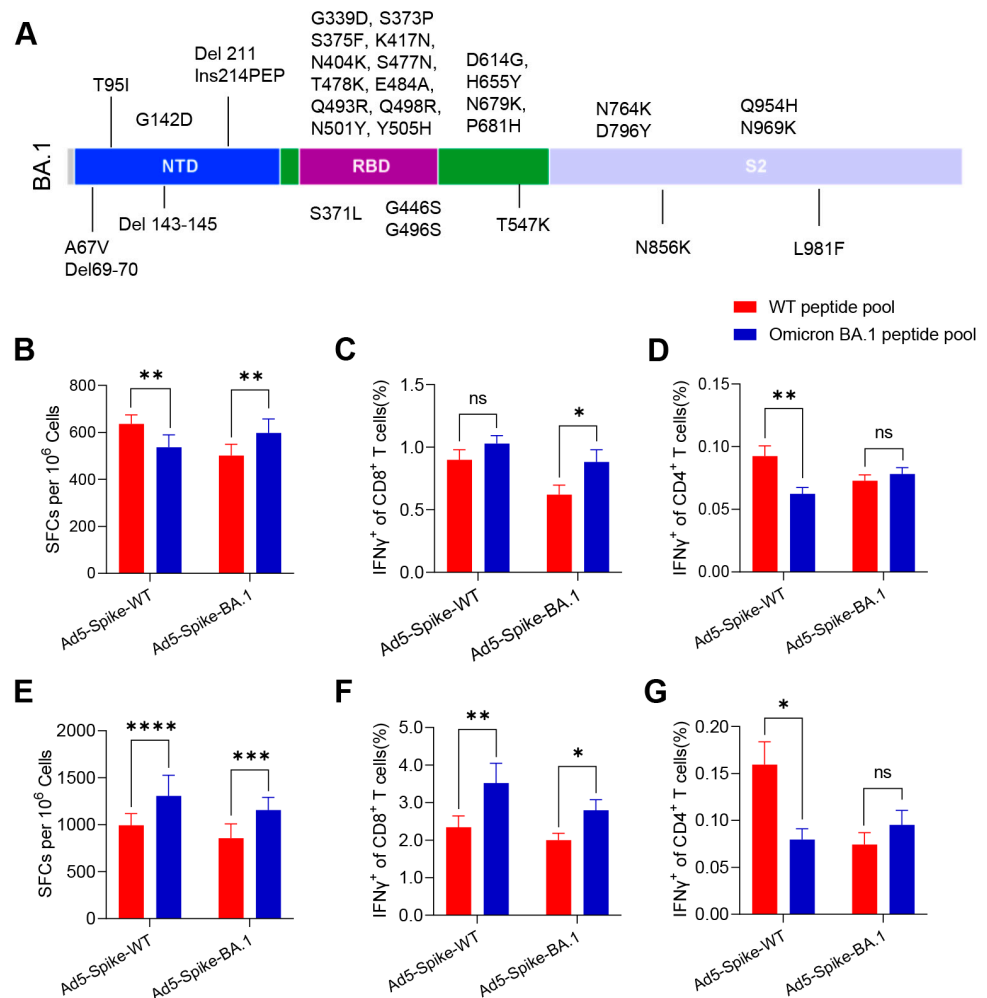 A
G339D, S373P
S375F, K417N,
N404K, S477N,
T478K, E484A,
Q493R, Q498R,
N501Y, Y505H
Del 211
Ins214PEP
T95I
G142D
D614G,
H655Y
N679K,
P681H
N764K
D796Y
Q954H
N969K
BA.1
NTD
RBD
S2
A67V
Del69-70
Del 143-145
S371L
G446S
G496S
T547K
N856K
L981F
WT peptide pool
Omicron BA.1 peptide pool
B
SFCs per 10⁶ Cells
800
600
400
200
0
**
**
Ad5-Spike-WT
Ad5-Spike-BA.1
C
IFNγ⁺ of CD8⁺ T cells(%)
1.5
1.0
0.5
0.0
ns
*
Ad5-Spike-WT
Ad5-Spike-BA.1
D
IFNγ⁺ of CD4⁺ T cells(%)
0.15
0.10
0.05
0.00
**
ns
Ad5-Spike-WT
Ad5-Spike-BA.1
E
SFCs per 10⁶ Cells
2000
1500
1000
500
0
****
***
Ad5-Spike-WT
Ad5-Spike-BA.1
F
IFNγ⁺ of CD8⁺ T cells(%)
5.0
4.0
3.0
2.0
1.0
0.0
**
*
Ad5-Spike-WT
Ad5-Spike-BA.1
G
IFNγ⁺ of CD4⁺ T cells(%)
0.20
0.15
0.10
0.05
0.00
*
ns
Ad5-Spike-WT
Ad5-Spike-BA.1